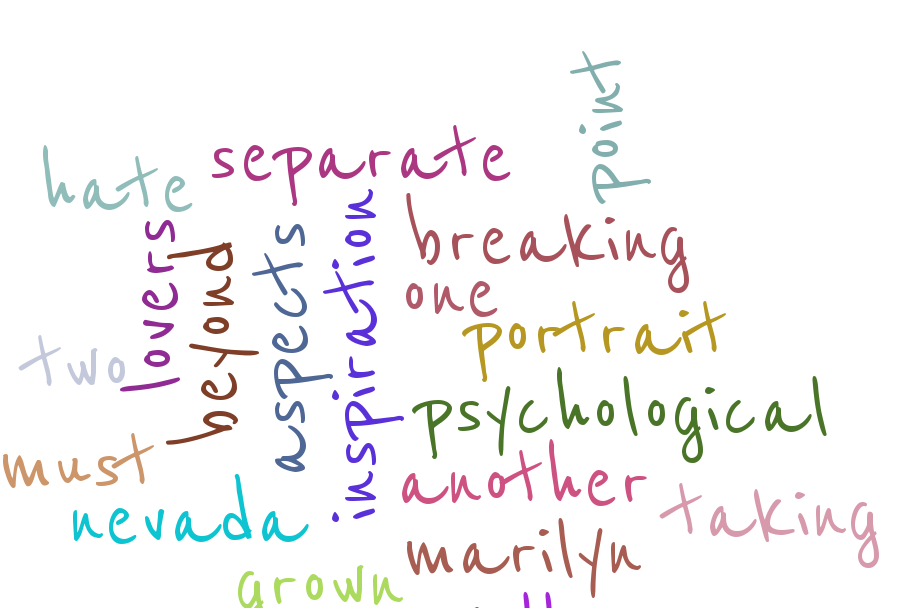 point
separate
hate
lovers
beyond
aspects
inspiration
breaking
one
portrait
two
psychological
must
another
taking
nevada
marilyn
grown